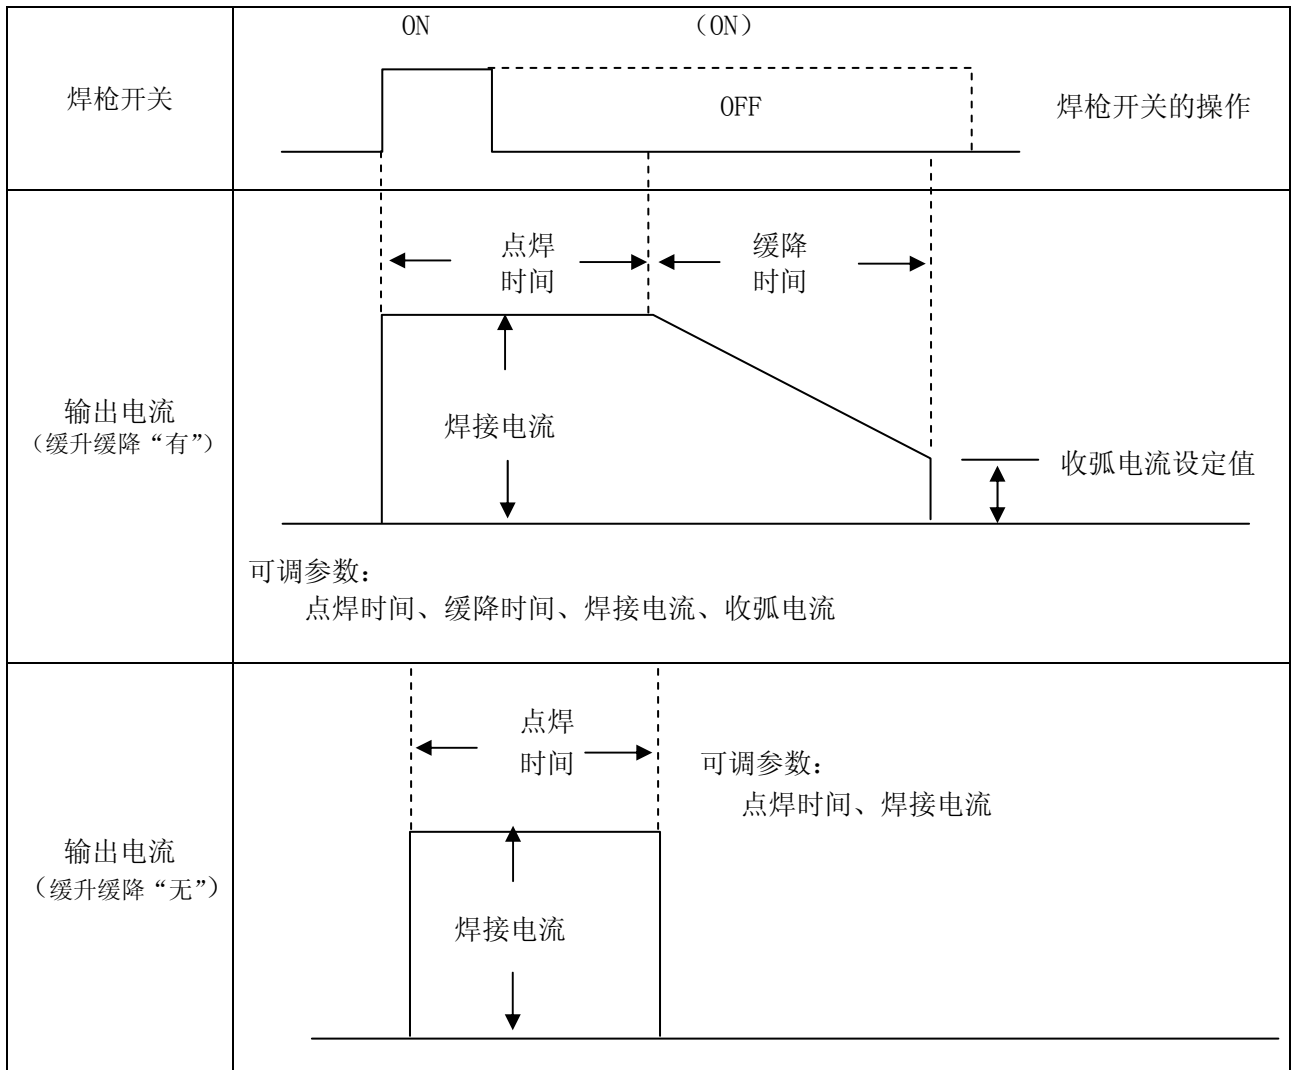 ON
（ON）
焊枪开关
OFF
焊枪开关的操作
点焊
时间
缓降
时间
输出电流
（缓升缓降“有”）
焊接电流
收弧电流设定值
可调参数：
点焊时间、缓降时间、焊接电流、收弧电流
点焊
时间
可调参数：
点焊时间、焊接电流
输出电流
（缓升缓降“无”）
焊接电流